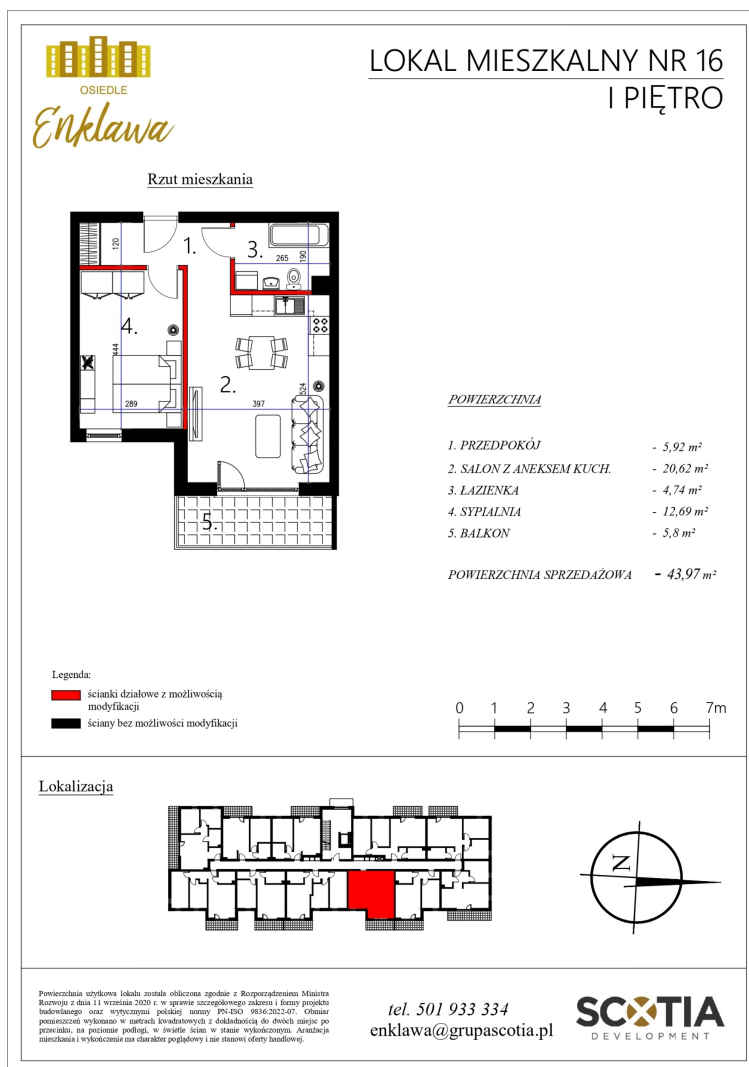 OSIEDLE
Enklawa
LOKAL MIESZKALNY NR 16
I PIĘTRO
Rzut mieszkania
120
1.
3.
265
190
4.
444
289
2.
397
524
5.
POWIERZCHNIA
1. PRZEDPOKÓJ - 5,92 m²
2. SALON Z ANEKSEM KUCH. - 20,62 m²
3. ŁAZIENKA - 4,74 m²
4. SYPIALNIA - 12,69 m²
5. BALKON - 5,8 m²
POWIERZCHNIA SPRZEDAŻOWA - 43,97 m²
Legenda:
ścianki działowe z możliwością
modyfikacji
ściany bez możliwości modyfikacji
0 1 2 3 4 5 6 7m
Lokalizacja
N
Powierzchnia użytkowa lokalu została obliczona zgodnie z Rozporządzeniem Ministra
Rozwoju z dnia 11 września 2020 r. w sprawie szczegółowego zakresu i formy projektu
budowlanego oraz wytycznymi polskiej normy PN-ISO 9836:2022-07. Obmiar
pomieszczeń wykonano w metrach kwadratowych z dokładnością do dwóch miejsc po
przecinku, na poziomie podłogi, w świetle ścian w stanie wykończonym. Aranżacja
mieszkania i wykończenie ma charakter poglądowy i nie stanowi oferty handlowej.
tel. 501 933 334
enklawa@grupascotia.pl
SCOTIA
DEVELOPMENT